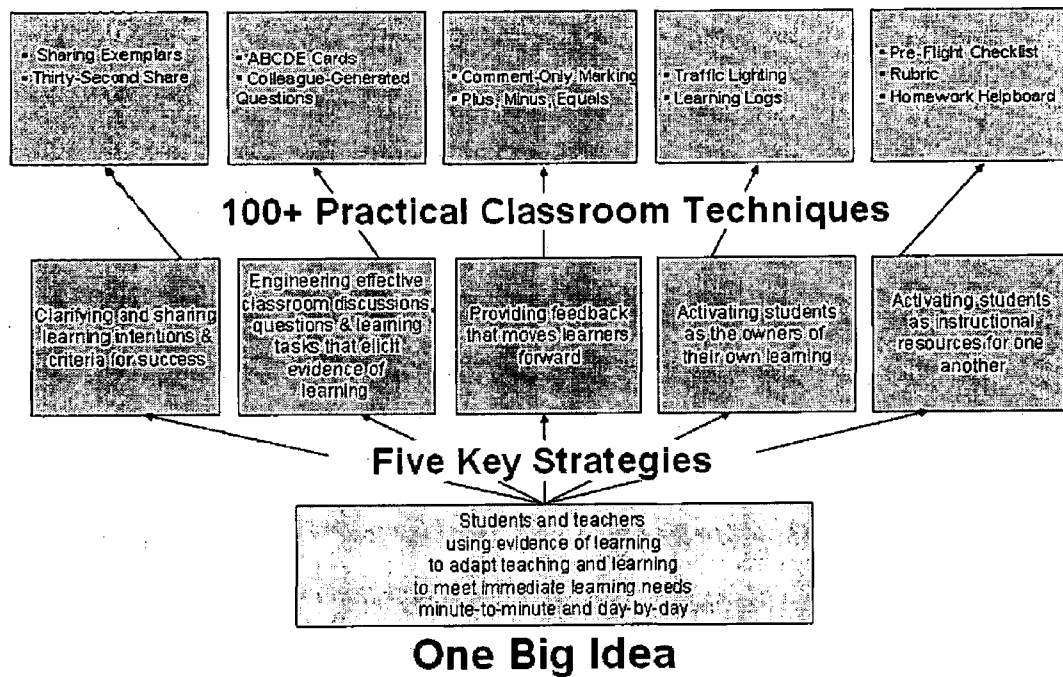 ▪ Sharing Exemplars
▪ Thirty-Second Share
▪ ABCDE Cards
▪ Colleague-Generated
Questions
▪ Comment-Only Marking
▪ Plus, Minus, Equals
▪ Traffic Lighting
▪ Learning Logs
▪ Pre-Flight Checklist
▪ Rubric
▪ Homework Helpboard
100+ Practical Classroom Techniques
Clarifying and sharing
learning intentions &
criteria for success
Engineering effective
classroom discussions,
questions & learning
tasks that elicit
evidence of
learning
Providing feedback
that moves learners
forward
Activating students
as the owners of
their own learning
Activating students
as instructional
resources for one
another
Five Key Strategies
Students and teachers
using evidence of learning
to adapt teaching and learning
to meet immediate learning needs
minute-to-minute and day-by-day
One Big Idea